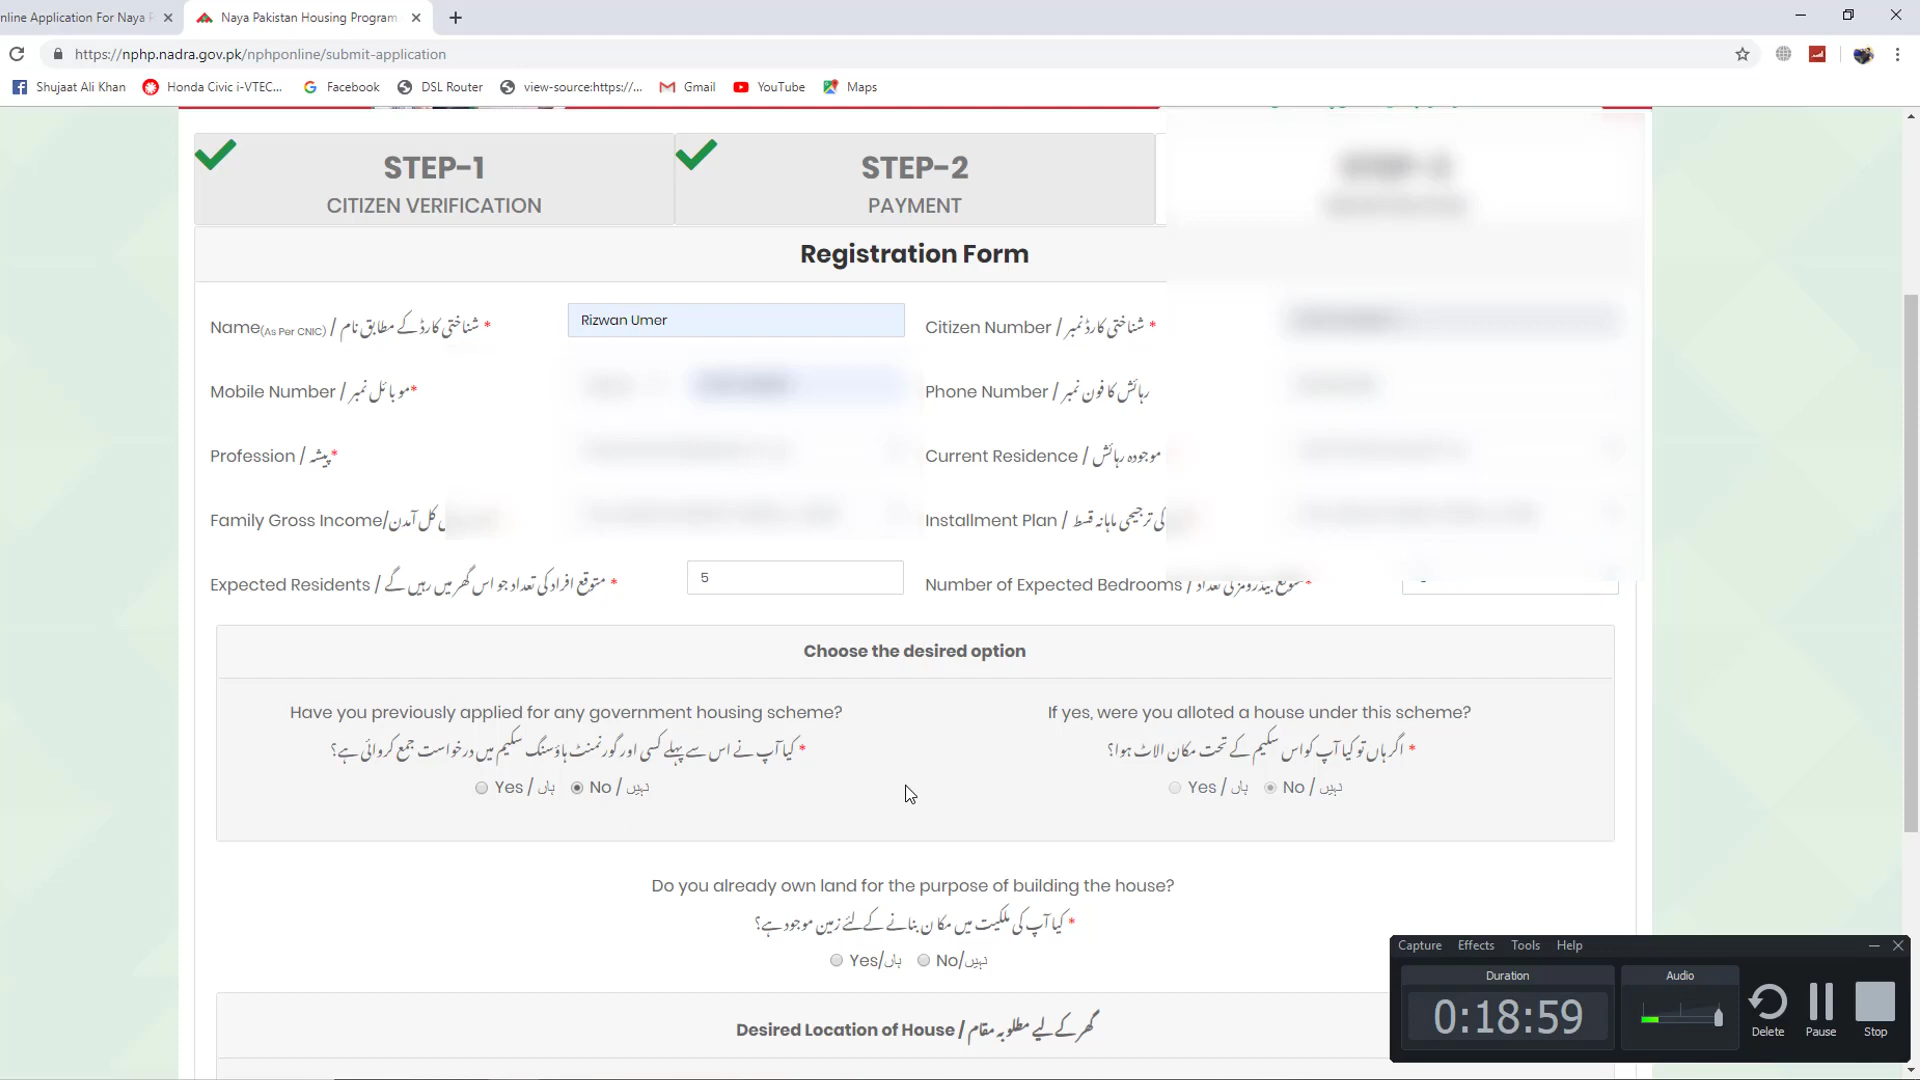 nline Application For Naya P
Naya Pakistan Housing Program
https://nphp.nadra.gov.pk/nphponline/submit-application
Shujaat Ali Khan
Honda Civic i-VTEC...
Facebook
DSL Router
view-source:https://...
Gmail
YouTube
Maps
STEP-1
CITIZEN VERIFICATION
STEP-2
PAYMENT
Registration Form
Name(As Per CNIC) / شناختی کارڈ کے مطابق نام *
Rizwan Umer
Citizen Number / شناختی کارڈ نمبر *
Mobile Number / موبائل نمبر*
Phone Number / رہائش کا فون نمبر
Profession / پیشہ*
Current Residence / موجودہ رہائش
Family Gross Income/ کل آمدن
Installment Plan / کی ترجیحی ماہانہ قسط
Expected Residents / متوقع افراد کی تعداد جو اس گھر میں رہیں گے *
5
Number of Expected Bedrooms / متوقع بیڈرومز کی تعداد*
Choose the desired option
Have you previously applied for any government housing scheme?
کیا آپ نے اس سے پہلے کسی اور گورنمنٹ ہاؤسنگ سکیم میں درخواست جمع کروائی ہے؟ *
Yes / ہاں No / نہیں
If yes, were you alloted a house under this scheme?
اگر ہاں تو کیا آپ کو اس سکیم کے تحت مکان الاٹ ہوا؟ *
Yes / ہاں No / نہیں
Do you already own land for the purpose of building the house?
کیا آپ کی ملکیت میں مکان بنانے کے لئے زمین موجود ہے؟ *
Yes/ہاں No/نہیں
Desired Location of House / گھر کے لیے مطلوبہ مقام
Capture Effects Tools Help
Duration
Audio
0:18:59
Delete
Pause
Stop